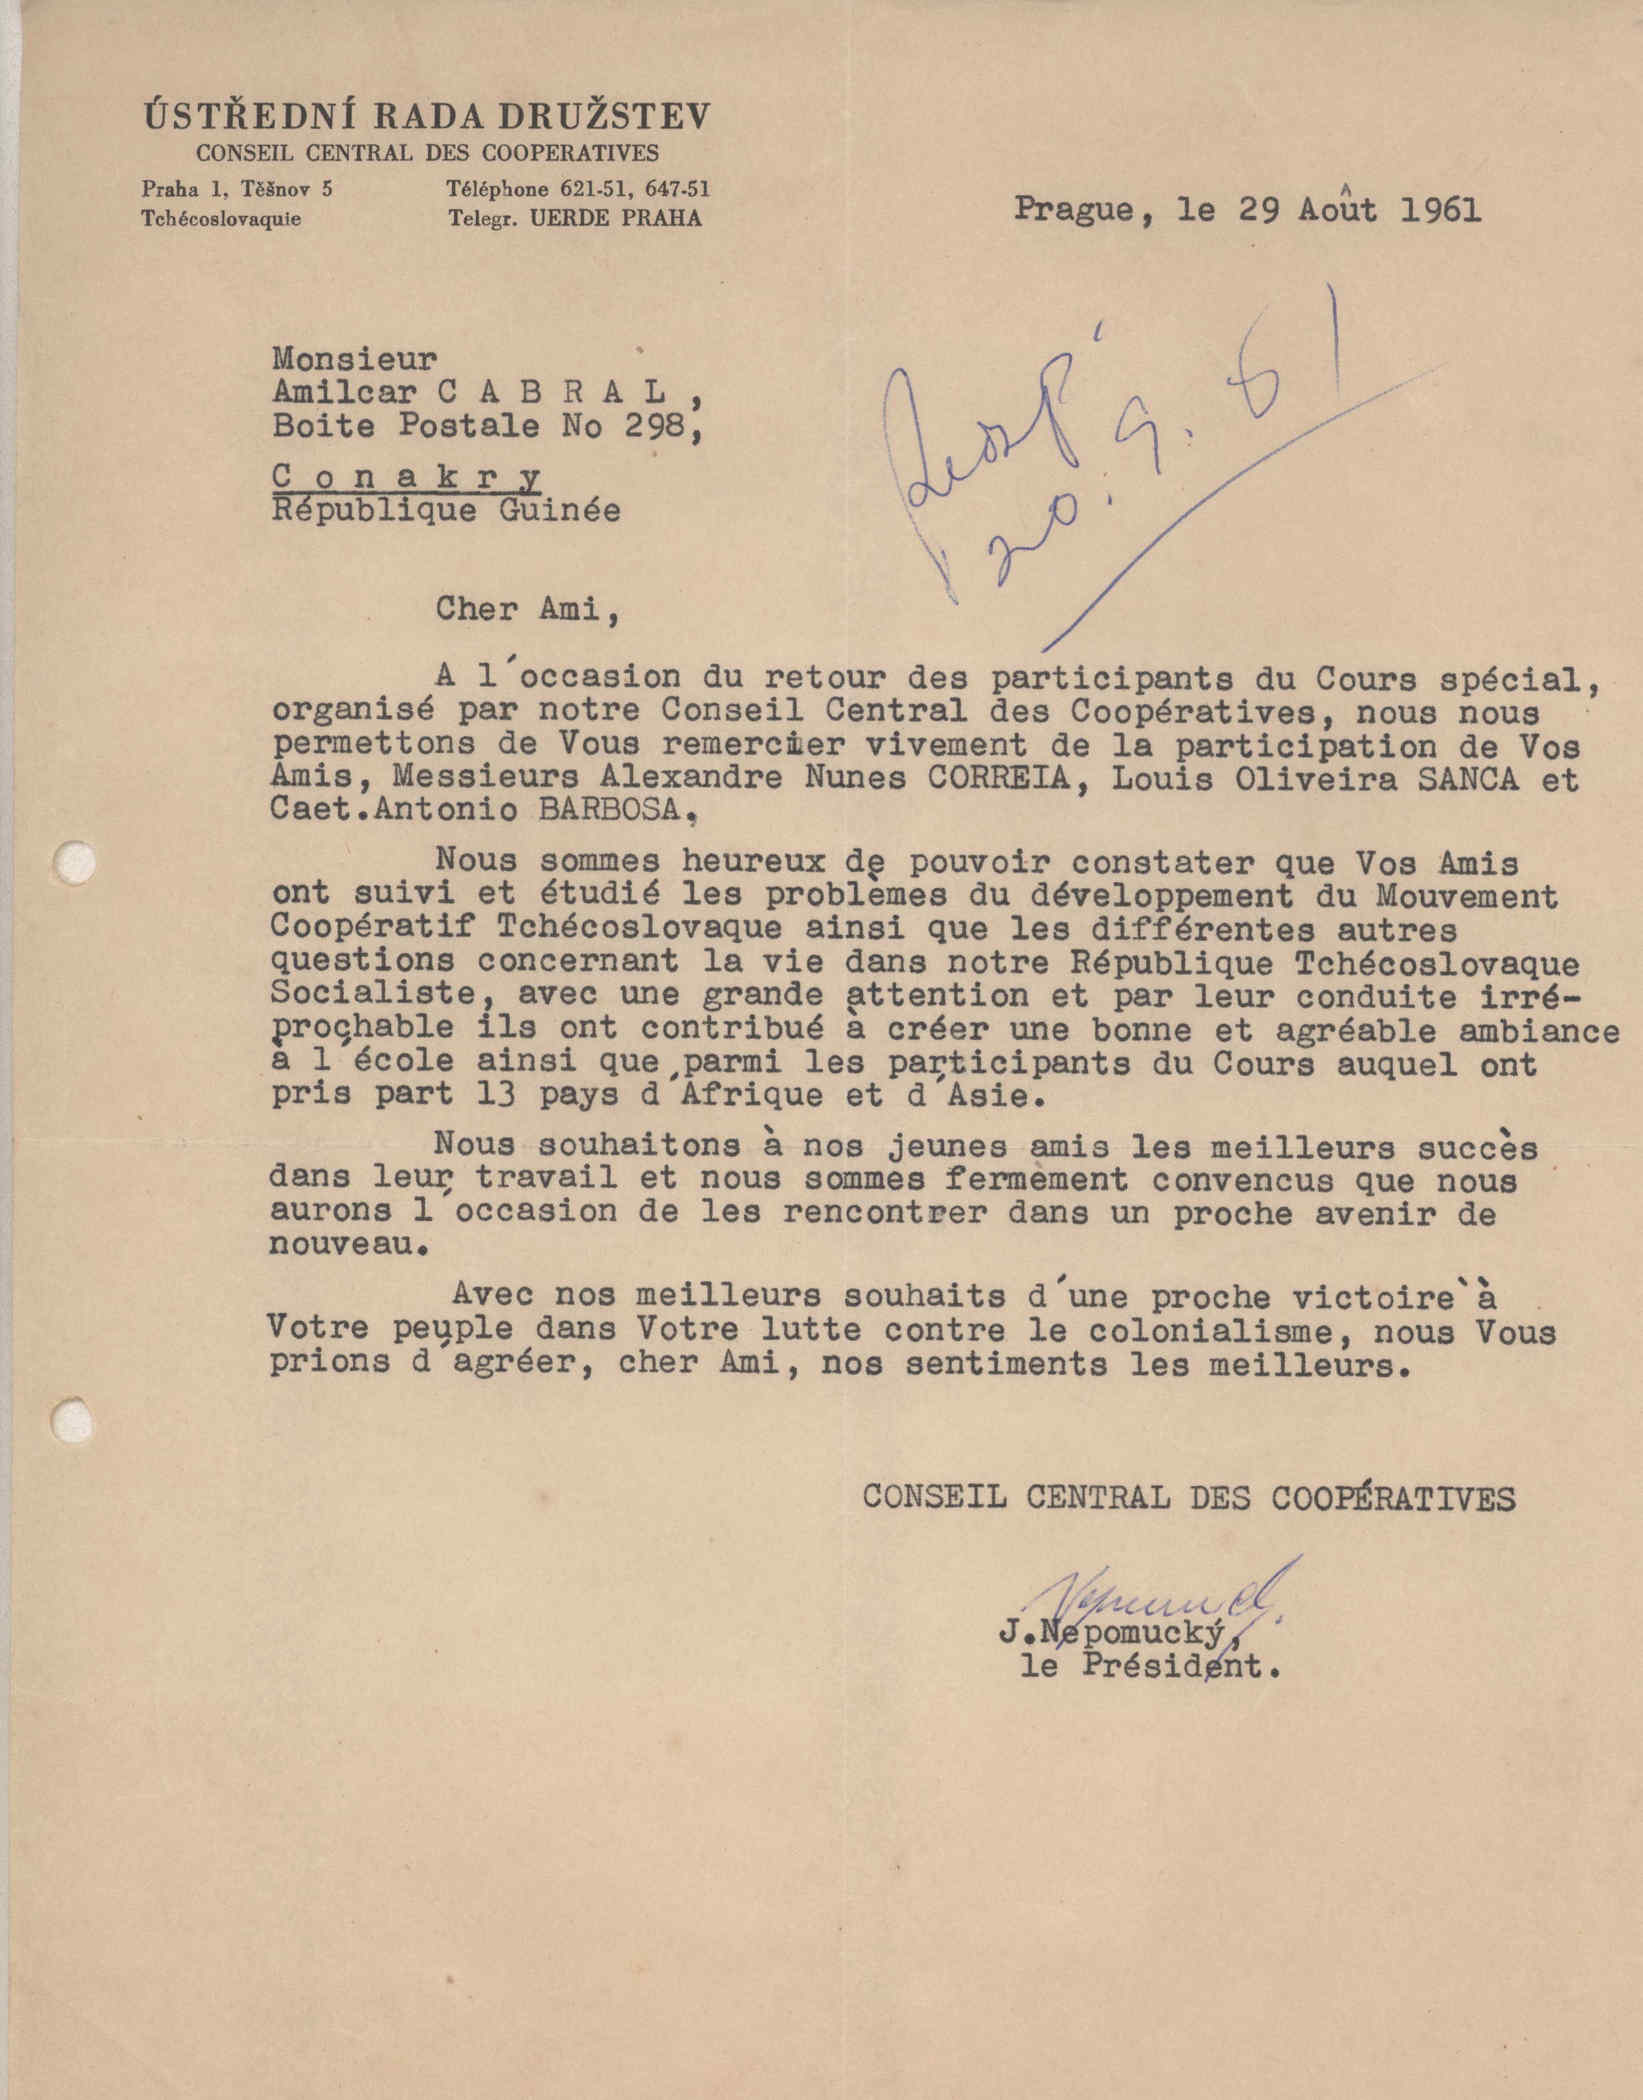 ÚSTŘEDNÍ RADA DRUŽSTEV
CONSEIL CENTRAL DES COOPERATIVES
Praha 1, Těšnov 5 Téléphone 621-51, 647-51
Tchécoslovaquie Telegr. UERDE PRAHA
Prague, le 29 Août 1961
Monsieur
Amilcar C A B R A L ,
Boite Postale No 298,
C o n a k r y
République Guinée
Resp
20.9.61
Cher Ami,
A l´occasion du retour des participants du Cours spécial,
organisé par notre Conseil Central des Coopératives, nous nous
permettons de Vous remercier vivement de la participation de Vos
Amis, Messieurs Alexandre Nunes CORREIA, Louis Oliveira SANCA et
Caet.Antonio BARBOSA.
Nous sommes heureux de pouvoir constater que Vos Amis
ont suivi et étudié les problèmes du développement du Mouvement
Coopératif Tchécoslovaque ainsi que les différentes autres
questions concernant la vie dans notre République Tchécoslovaque
Socialiste, avec une grande attention et par leur conduite irré-
prochable ils ont contribué à créer une bonne et agréable ambiance
à l´école ainsi que parmi les participants du Cours auquel ont
pris part 13 pays d´Afrique et d´Asie.
Nous souhaitons à nos jeunes amis les meilleurs succès
dans leur travail et nous sommes fermèment convencus que nous
aurons l´occasion de les rencontrer dans un proche avenir de
nouveau.
Avec nos meilleurs souhaits d´une proche victoire à
Votre peuple dans Votre lutte contre le colonialisme, nous Vous
prions d´agréer, cher Ami, nos sentiments les meilleurs.
CONSEIL CENTRAL DES COOPÉRATIVES
J.Nepomucký,
le Président.